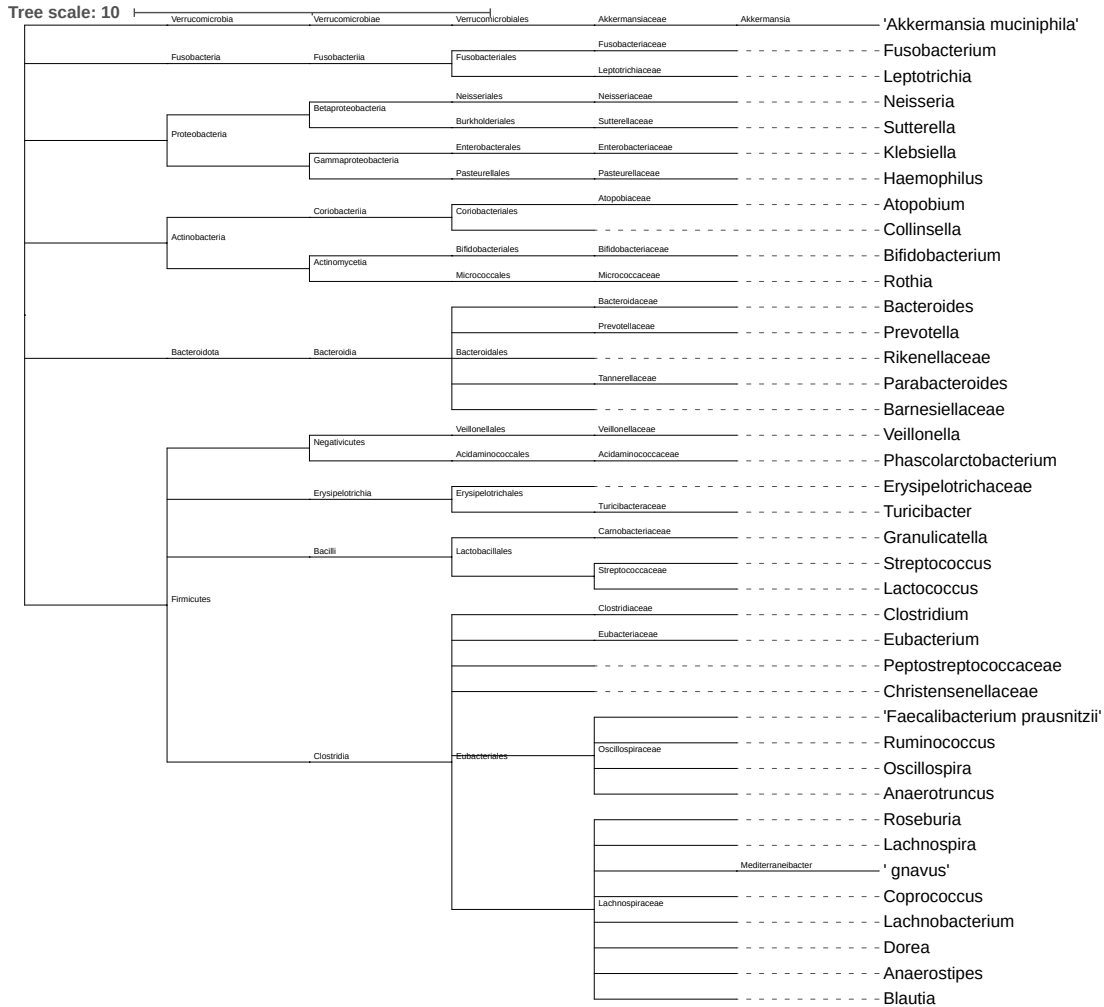 Tree scale: 10
Verrucomicrobia Verrucomicrobiae Verrucomicrobiales Akkermansiaceae Akkermansia 'Akkermansia muciniphila'
Fusobacteriaceae Fusobacterium
Fusobacteria Fusobacteriia Fusobacteriales
Leptotrichiaceae Leptotrichia
Neisseriales Neisseriaceae Neisseria
Betaproteobacteria
Burkholderiales Sutterellaceae Sutterella
Proteobacteria
Enterobacterales Enterobacteriaceae Klebsiella
Gammaproteobacteria
Pasteurellales Pasteurellaceae Haemophilus
Atopobiaceae Atopobium
Coriobacteriia Coriobacteriales
Collinsella
Actinobacteria
Bifidobacteriales Bifidobacteriaceae Bifidobacterium
Actinomycetia
Micrococcales Micrococcaceae Rothia
Bacteroidaceae Bacteroides
Prevotellaceae Prevotella
Bacteroidota Bacteroidia Bacteroidales Rikenellaceae
Tannerellaceae Parabacteroides
Barnesiellaceae
Veillonellales Veillonellaceae Veillonella
Negativicutes
Acidaminococcales Acidaminococcaceae Phascolarctobacterium
Erysipelotrichaceae
Erysipelotrichia Erysipelotrichales
Turicibacteraceae Turicibacter
Carnobacteriaceae Granulicatella
Bacilli Lactobacillales
Streptococcus
Streptococcaceae
Lactococcus
Firmicutes
Clostridiaceae Clostridium
Eubacteriaceae Eubacterium
Peptostreptococcaceae
Christensenellaceae
'Faecalibacterium prausnitzii'
Ruminococcus
Clostridia Eubacteriales Oscillospiraceae
Oscillospira
Anaerotruncus
Roseburia
Lachnospira
Mediterraneibacter ' gnavus'
Coprococcus
Lachnospiraceae
Lachnobacterium
Dorea
Anaerostipes
Blautia